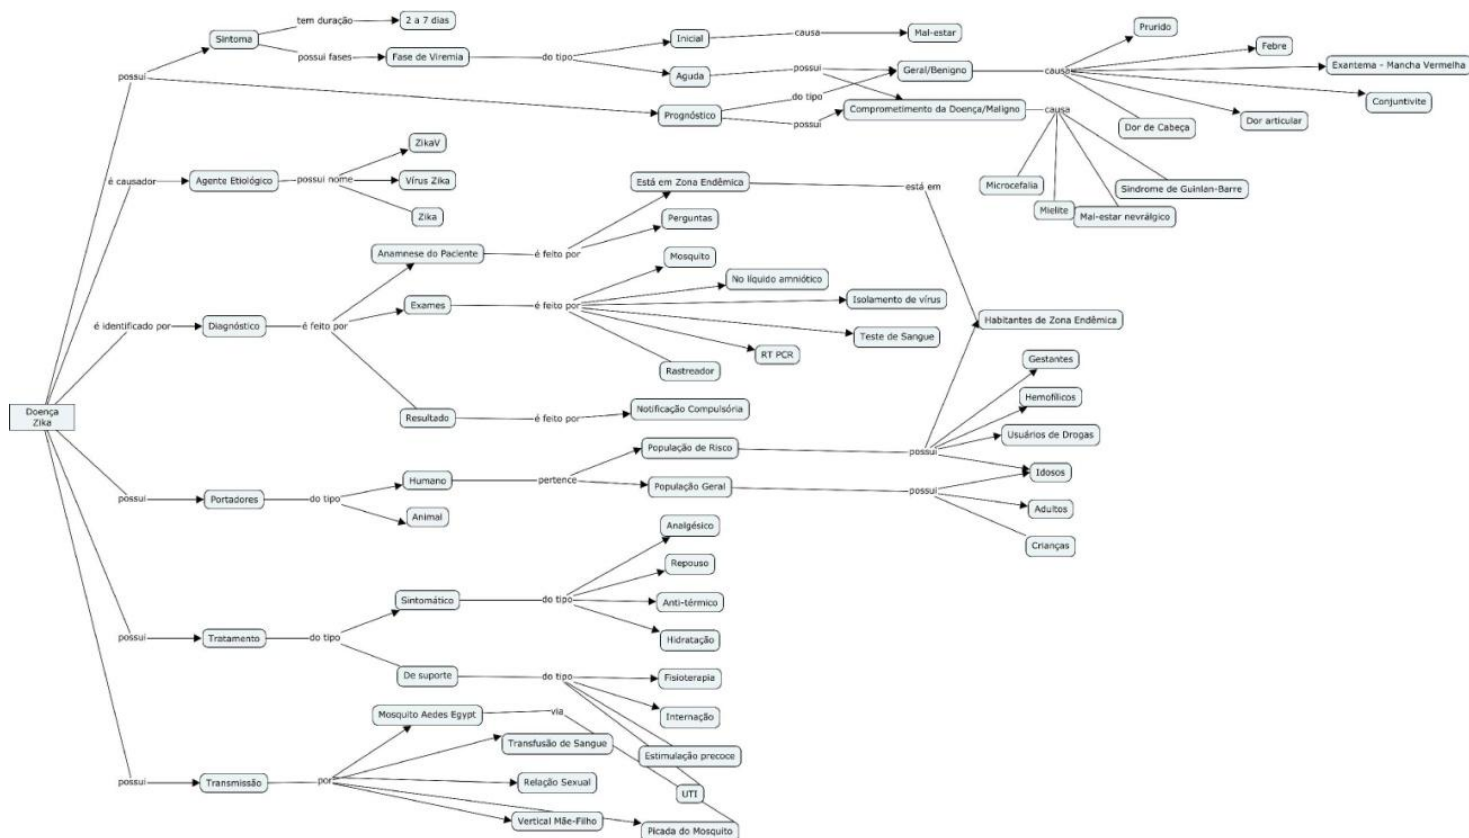 tem duração
2 a 7 dias
Sintoma
possui fases
Fase de Viremia
do tipo
Inicial
causa
Mal-estar
Aguda
possui
Geral/Benigno
causa
Prurido
Febre
Exantema - Mancha Vermelha
Conjuntivite
Dor articular
Dor de Cabeça
possui
Prognóstico
do tipo
possui
Comprometimento da Doença/Maligno
causa
Microcefalia
Mielite
Mal-estar nevrálgico
Sindrome de Guinlan-Barre
é causador
Agente Etiológico
possui nome
ZikaV
Vírus Zika
Zika
é identificado por
Diagnóstico
é feito por
Anamnese do Paciente
é feito por
Está em Zona Endêmica
está em
Perguntas
Exames
é feito por
Mosquito
No líquido amniótico
Isolamento de vírus
Teste de Sangue
RT PCR
Rastreador
Habitantes de Zona Endêmica
Resultado
é feito por
Notificação Compulsória
Doença
Zika
possui
Portadores
do tipo
Humano
pertence
População de Risco
possui
Gestantes
Hemofílicos
Usuários de Drogas
Idosos
População Geral
possui
Adultos
Crianças
Animal
possui
Tratamento
do tipo
Sintomático
do tipo
Analgésico
Repouso
Anti-térmico
Hidratação
De suporte
do tipo
Fisioterapia
Internação
Estimulação precoce
UTI
possui
Transmissão
por
Mosquito Aedes Egypt
via
Transfusão de Sangue
Relação Sexual
Vertical Mãe-Filho
Picada do Mosquito